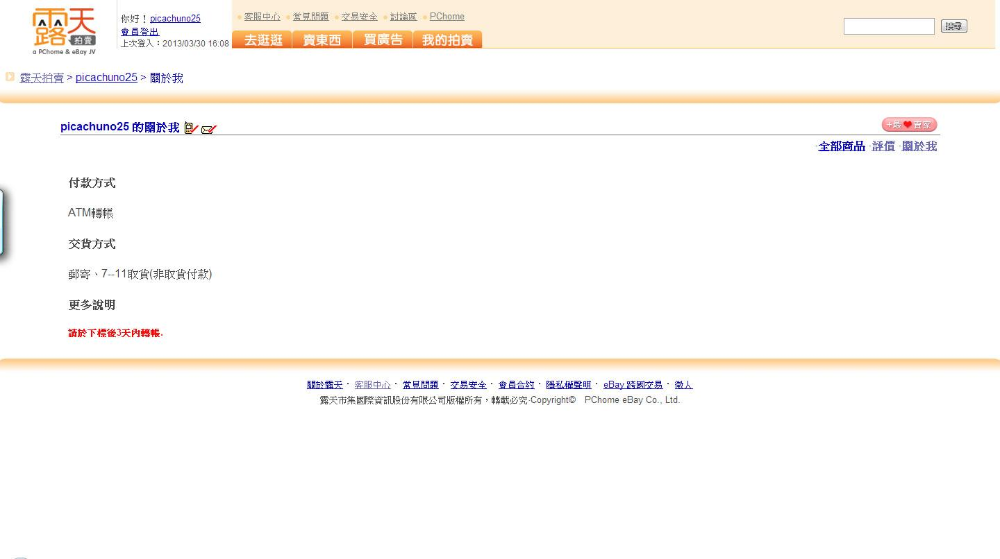 露天拍賣
a PChome & eBay JV
你好！picachuno25
會員登出
上次登入：2013/03/30 16:08
客服中心 常見問題 交易安全 討論區 PChome
去逛逛 賣東西 買廣告 我的拍賣
搜尋
露天拍賣 > picachuno25 > 關於我
picachuno25 的關於我
+最❤賣家
·全部商品 ·評價 ·關於我
付款方式
ATM轉帳
交貨方式
郵寄、7--11取貨(非取貨付款)
更多說明
請於下標後3天內轉帳.
關於露天 · 客服中心 · 常見問題 · 交易安全 · 會員合約 · 隱私權聲明 · eBay 跨國交易 · 徵人
露天市集國際資訊股份有限公司版權所有，轉載必究·Copyright© PChome eBay Co., Ltd.